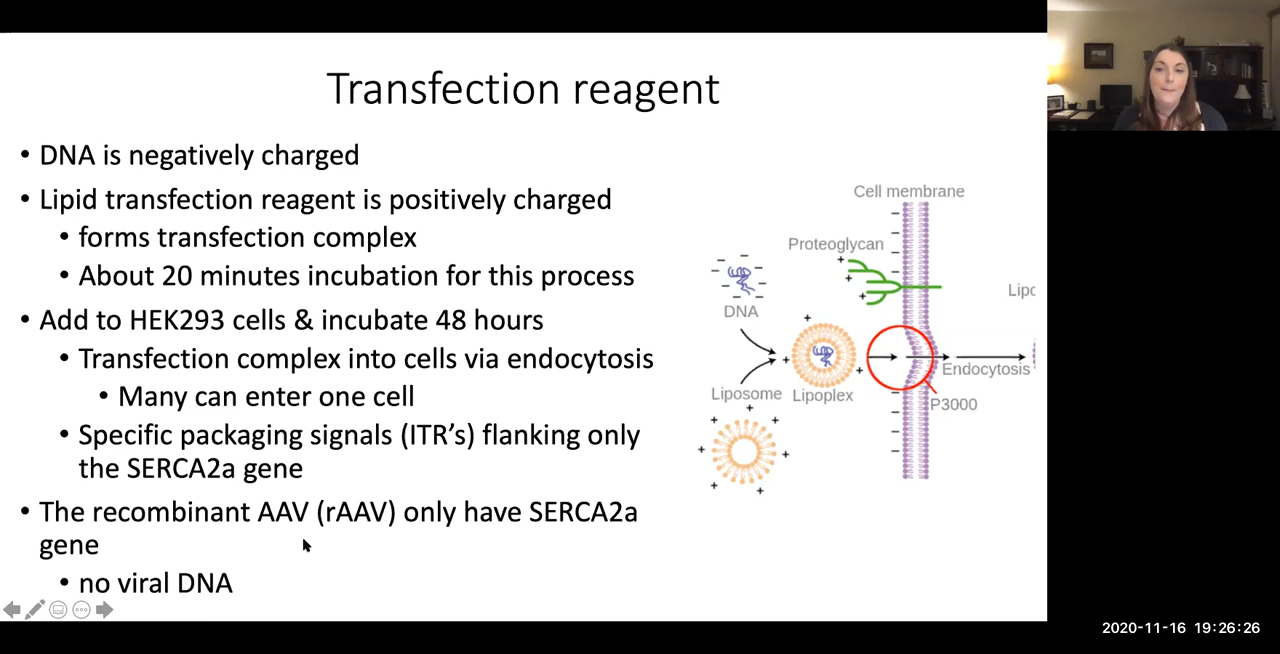 Transfection reagent
• DNA is negatively charged
• Lipid transfection reagent is positively charged
• forms transfection complex
• About 20 minutes incubation for this process
• Add to HEK293 cells & incubate 48 hours
• Transfection complex into cells via endocytosis
• Many can enter one cell
• Specific packaging signals (ITR’s) flanking only
the SERCA2a gene
• The recombinant AAV (rAAV) only have SERCA2a
gene
• no viral DNA
Cell membrane
Proteoglycan
DNA
Lipc
Liposome
Lipoplex
Endocytosis
P3000
2020-11-16 19:26:26